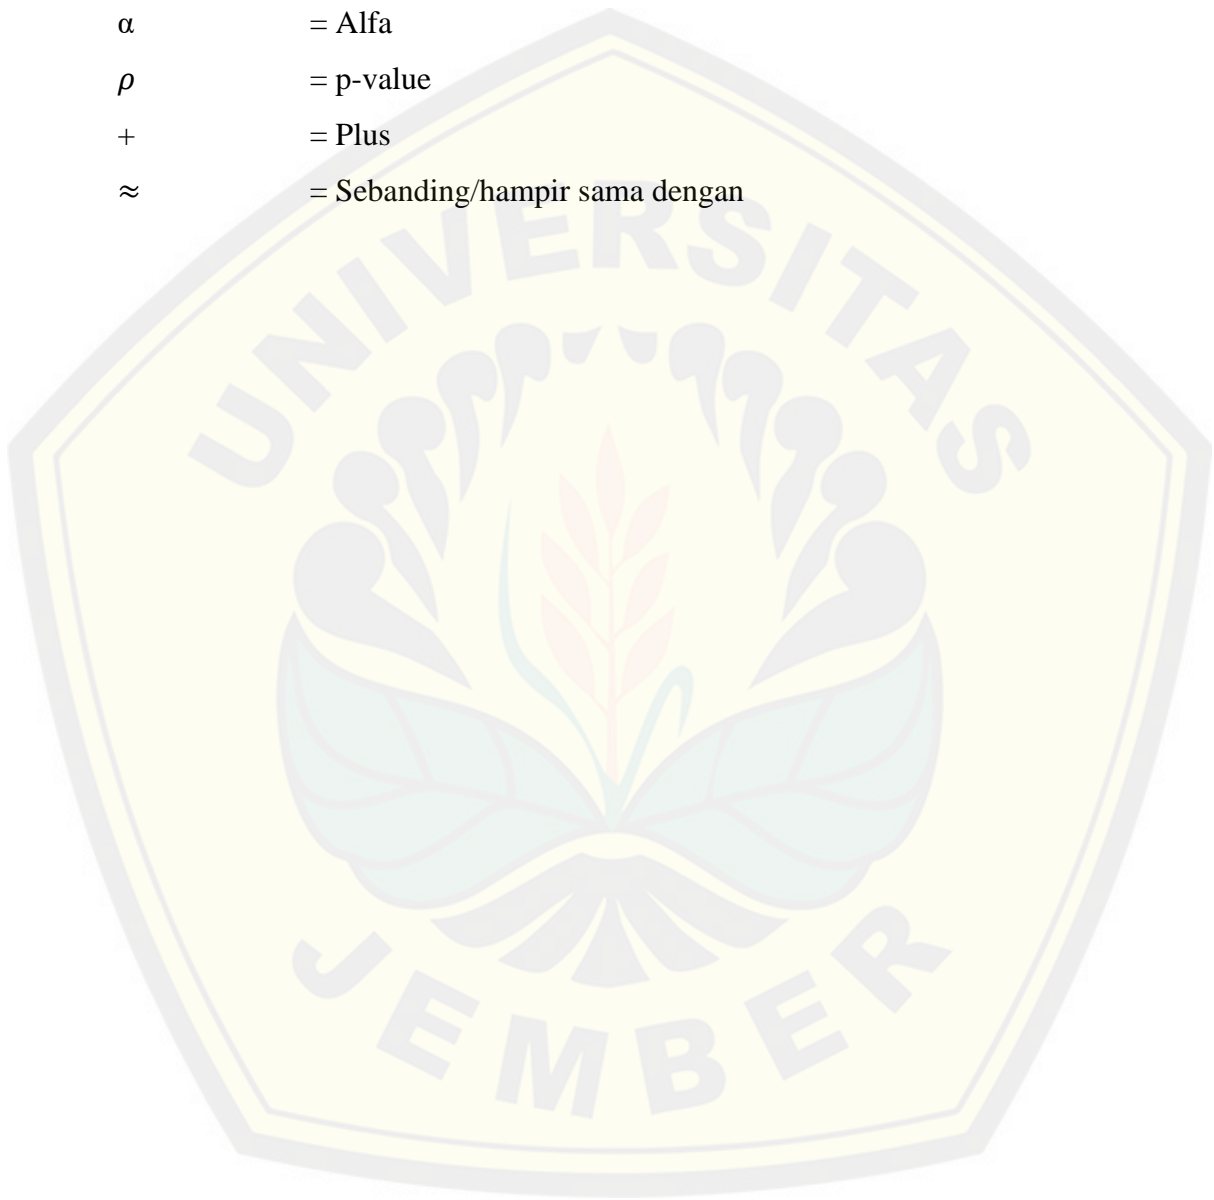 α = Alfa
𝜌 = p-value
+ = Plus
≈ = Sebanding/hampir sama dengan
UNIVERSITAS
JEMBER